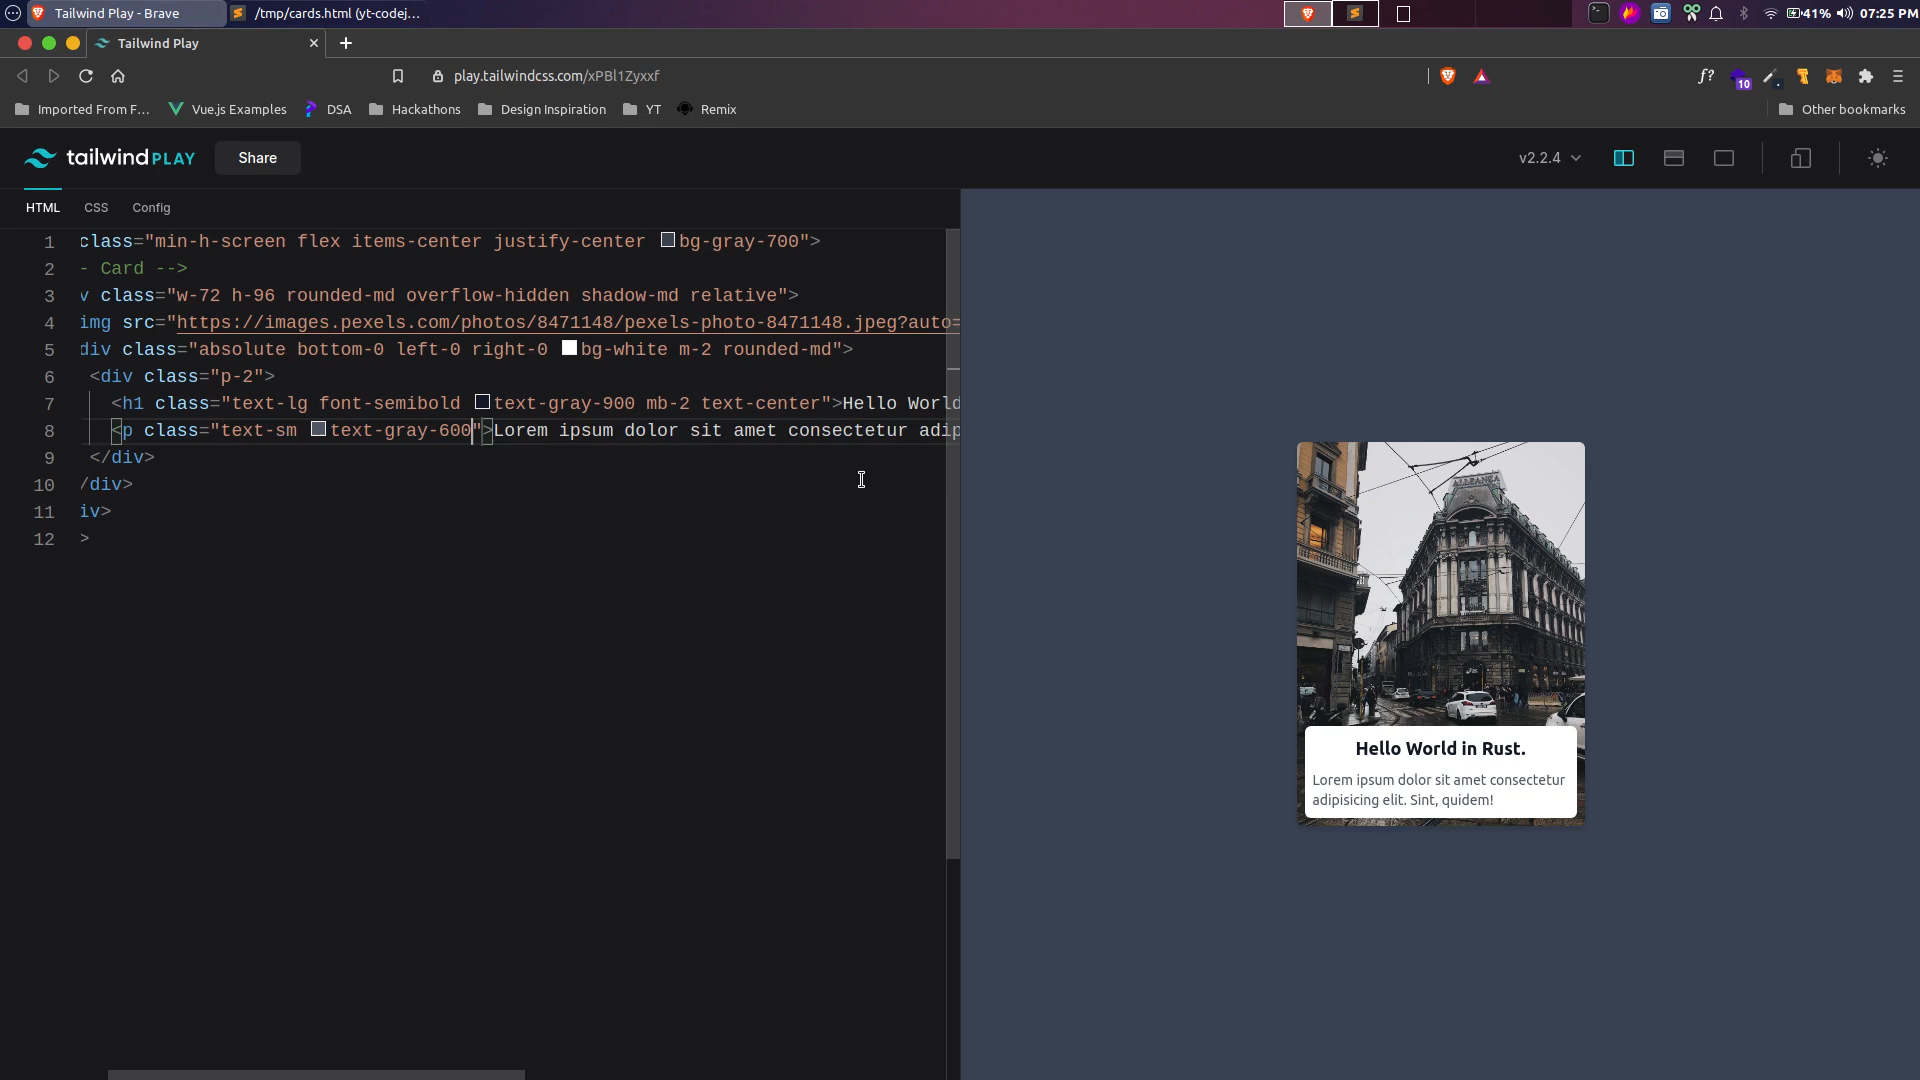 Tailwind Play - Brave
/tmp/cards.html (yt-codej...
41%
07:25 PM
Tailwind Play
play.tailwindcss.com/xPBl1Zyxxf
f?
10
Imported From F...
Vue.js Examples
DSA
Hackathons
Design Inspiration
YT
Remix
Other bookmarks
tailwind PLAY
Share
v2.2.4
HTML
CSS
Config
1 class="min-h-screen flex items-center justify-center bg-gray-700">
2 - Card -->
3 v class="w-72 h-96 rounded-md overflow-hidden shadow-md relative">
4 img src="https://images.pexels.com/photos/8471148/pexels-photo-8471148.jpeg?auto=
5 div class="absolute bottom-0 left-0 right-0 bg-white m-2 rounded-md">
6 <div class="p-2">
7 <h1 class="text-lg font-semibold text-gray-900 mb-2 text-center">Hello World
8 <p class="text-sm text-gray-600">Lorem ipsum dolor sit amet consectetur adip
9 </div>
10 /div>
11 iv>
12 >
ALLEANZA
Hello World in Rust.
Lorem ipsum dolor sit amet consectetur
adipisicing elit. Sint, quidem!